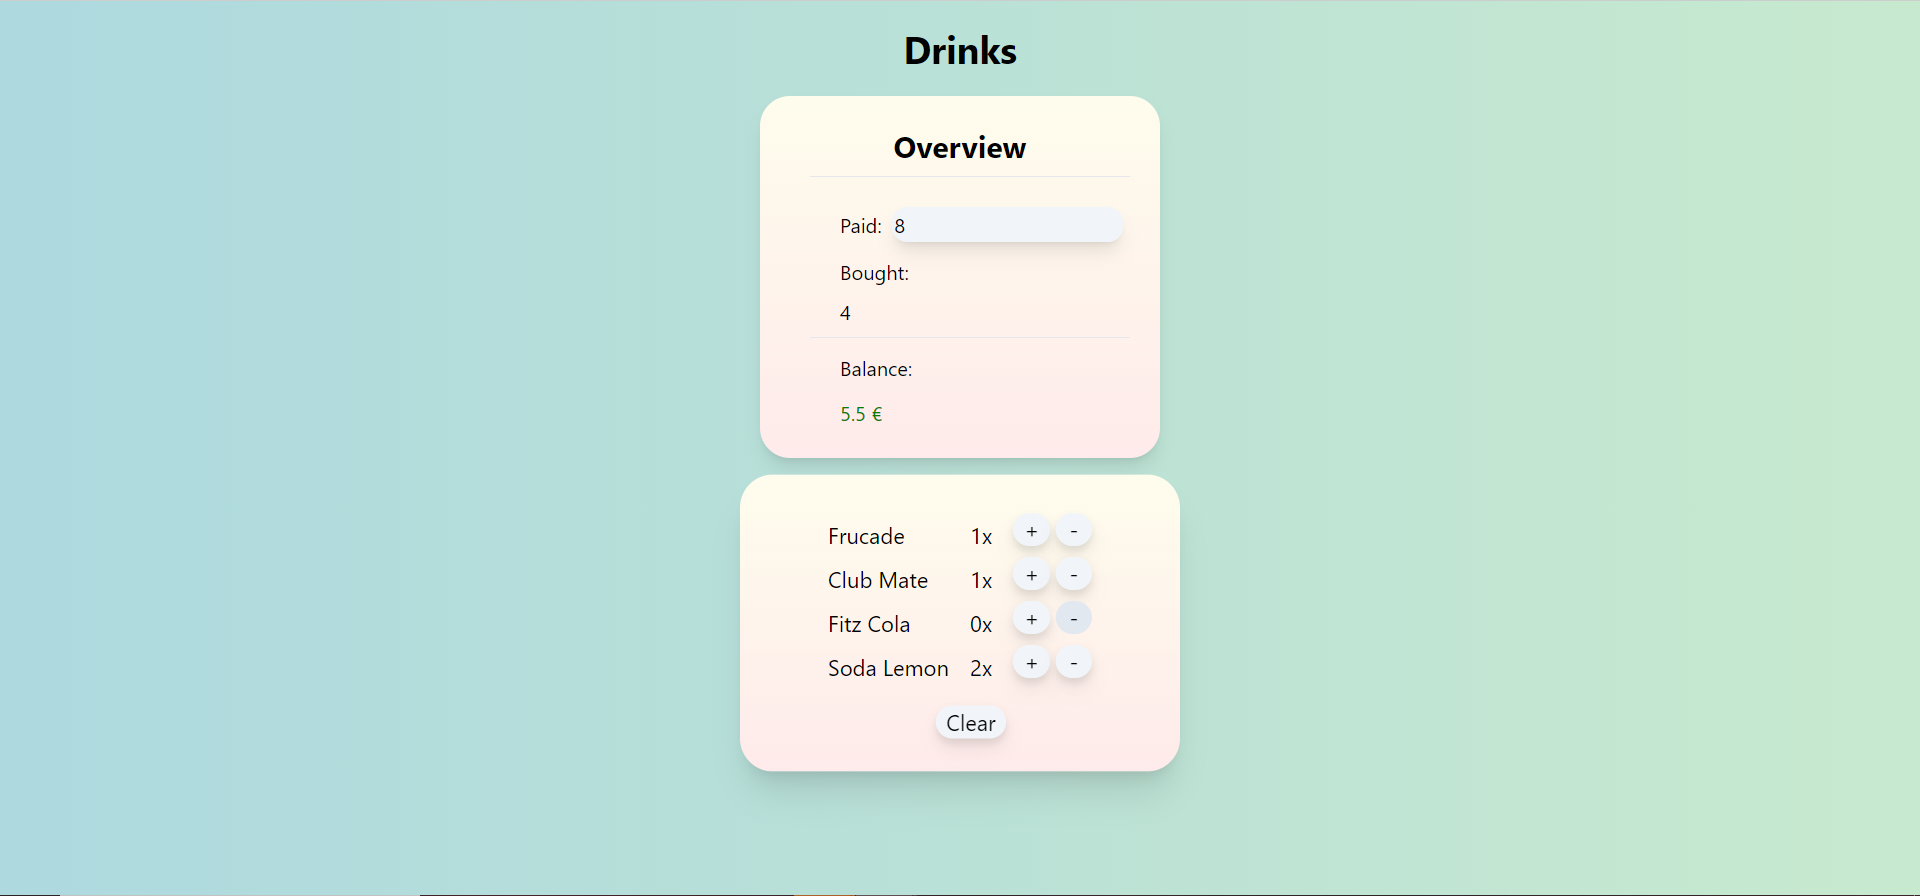 Drinks
Overview
Paid: 8
Bought:
4
Balance:
5.5 €
Frucade 1x + -
Club Mate 1x + -
Fitz Cola 0x + -
Soda Lemon 2x + -
Clear